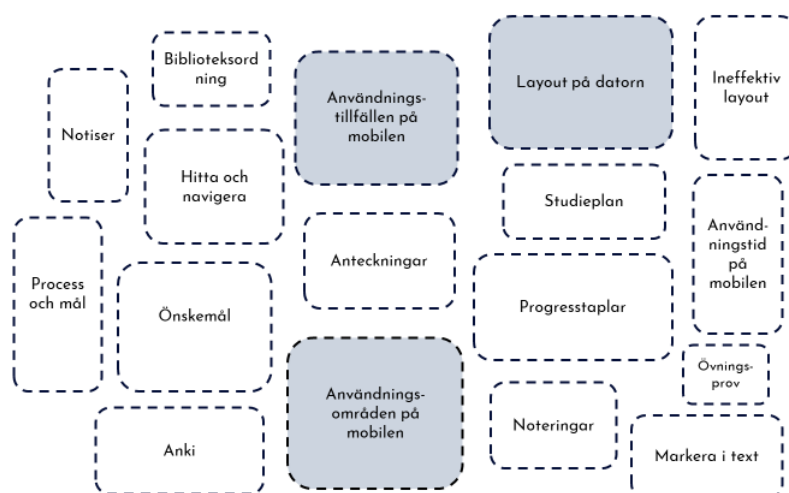 Biblioteksord
ning
Användnings-
tillfällen på
mobilen
Layout på datorn
Ineffektiv
layout
Notiser
Hitta och
navigera
Studieplan
Använd-
ningstid
på
mobilen
Anteckningar
Process
och mål
Önskemål
Progresstaplar
Övnings-
prov
Användnings-
områden på
mobilen
Noteringar
Anki
Markera i text